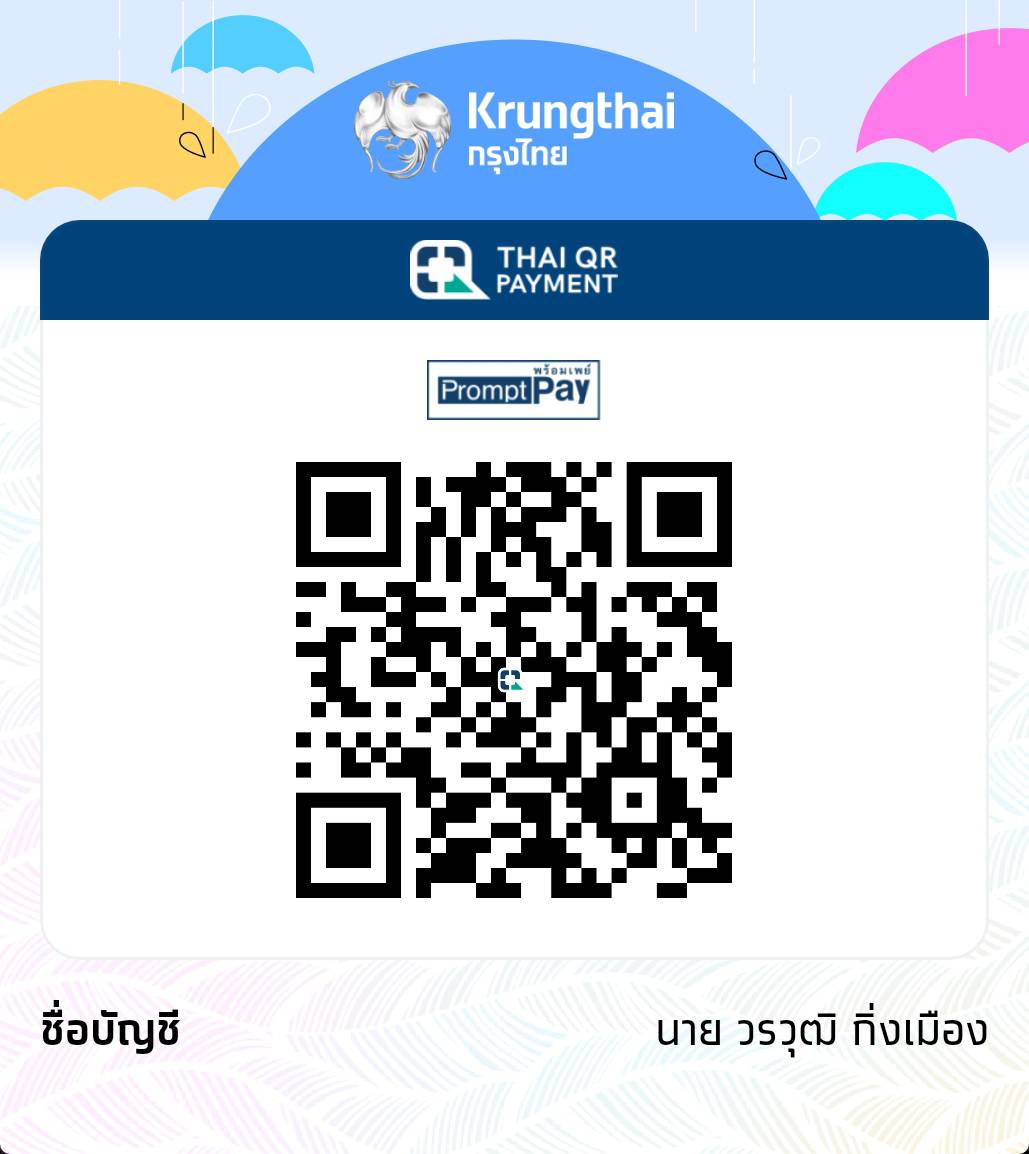 Krungthai
กรุงไทย
THAI QR
PAYMENT
พร้อมเพย์
PromptPay
ชื่อบัญชี นาย วรวุฒิ กิ่งเมือง